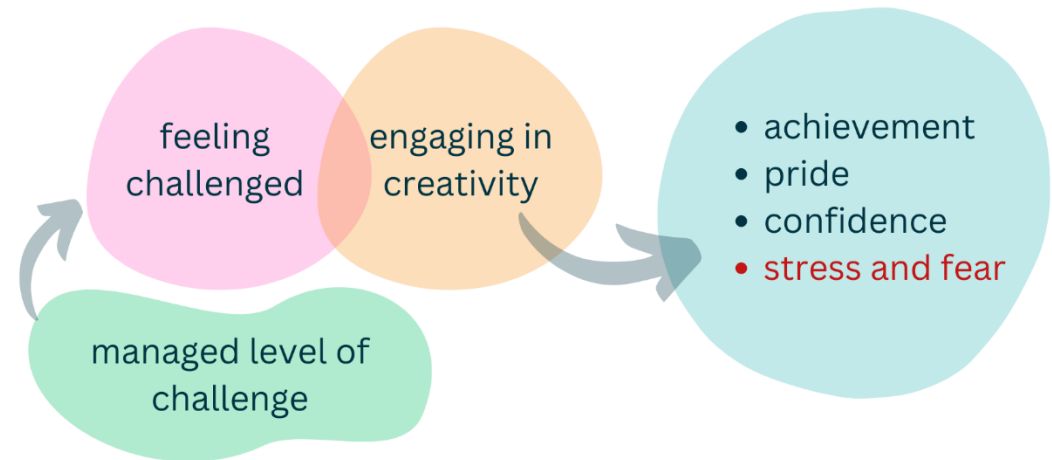 feeling
challenged
engaging in
creativity
managed level of
challenge
• achievement
• pride
• confidence
• stress and fear